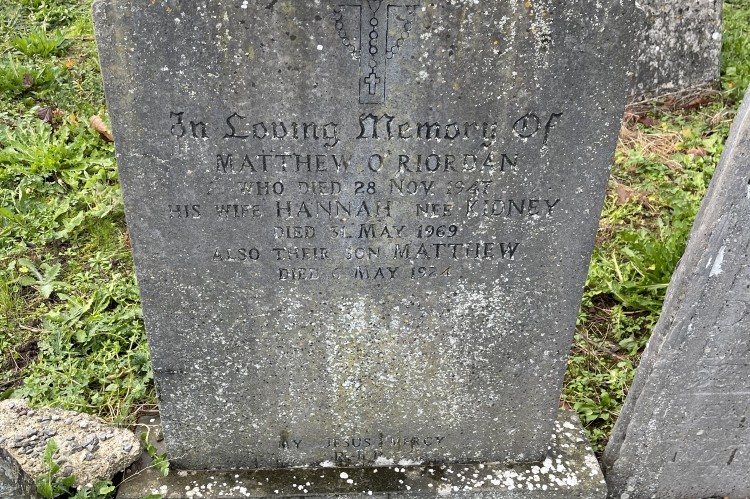 In Loving Memory Of
MATTHEW O'RIORDAN
WHO DIED 28 NOV. 1947
HIS WIFE HANNAH NEE KIDNEY
DIED 31 MAY 1969
ALSO THEIR SON MATTHEW
DIED 6 MAY
MY JESUS MERCY